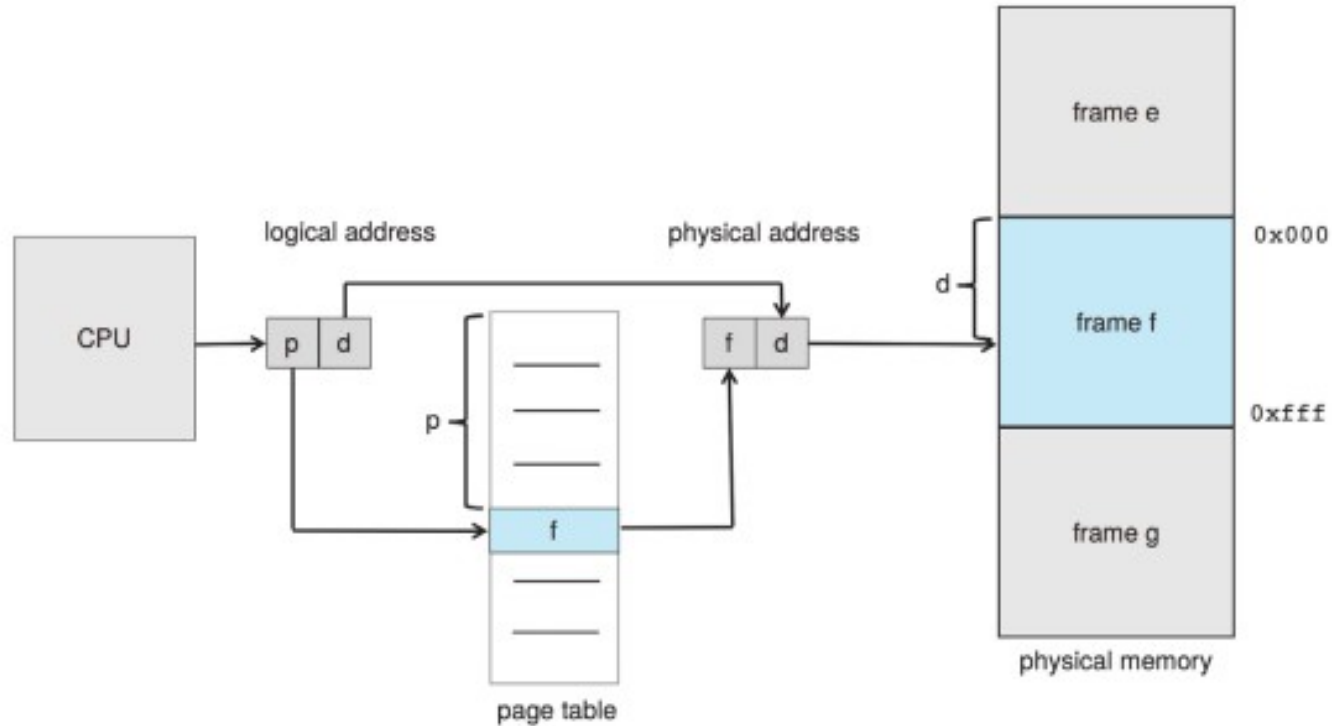 frame e
logical address
physical address
0x000
d
CPU
p d
f d
frame f
p
0xfff
f
frame g
physical memory
page table